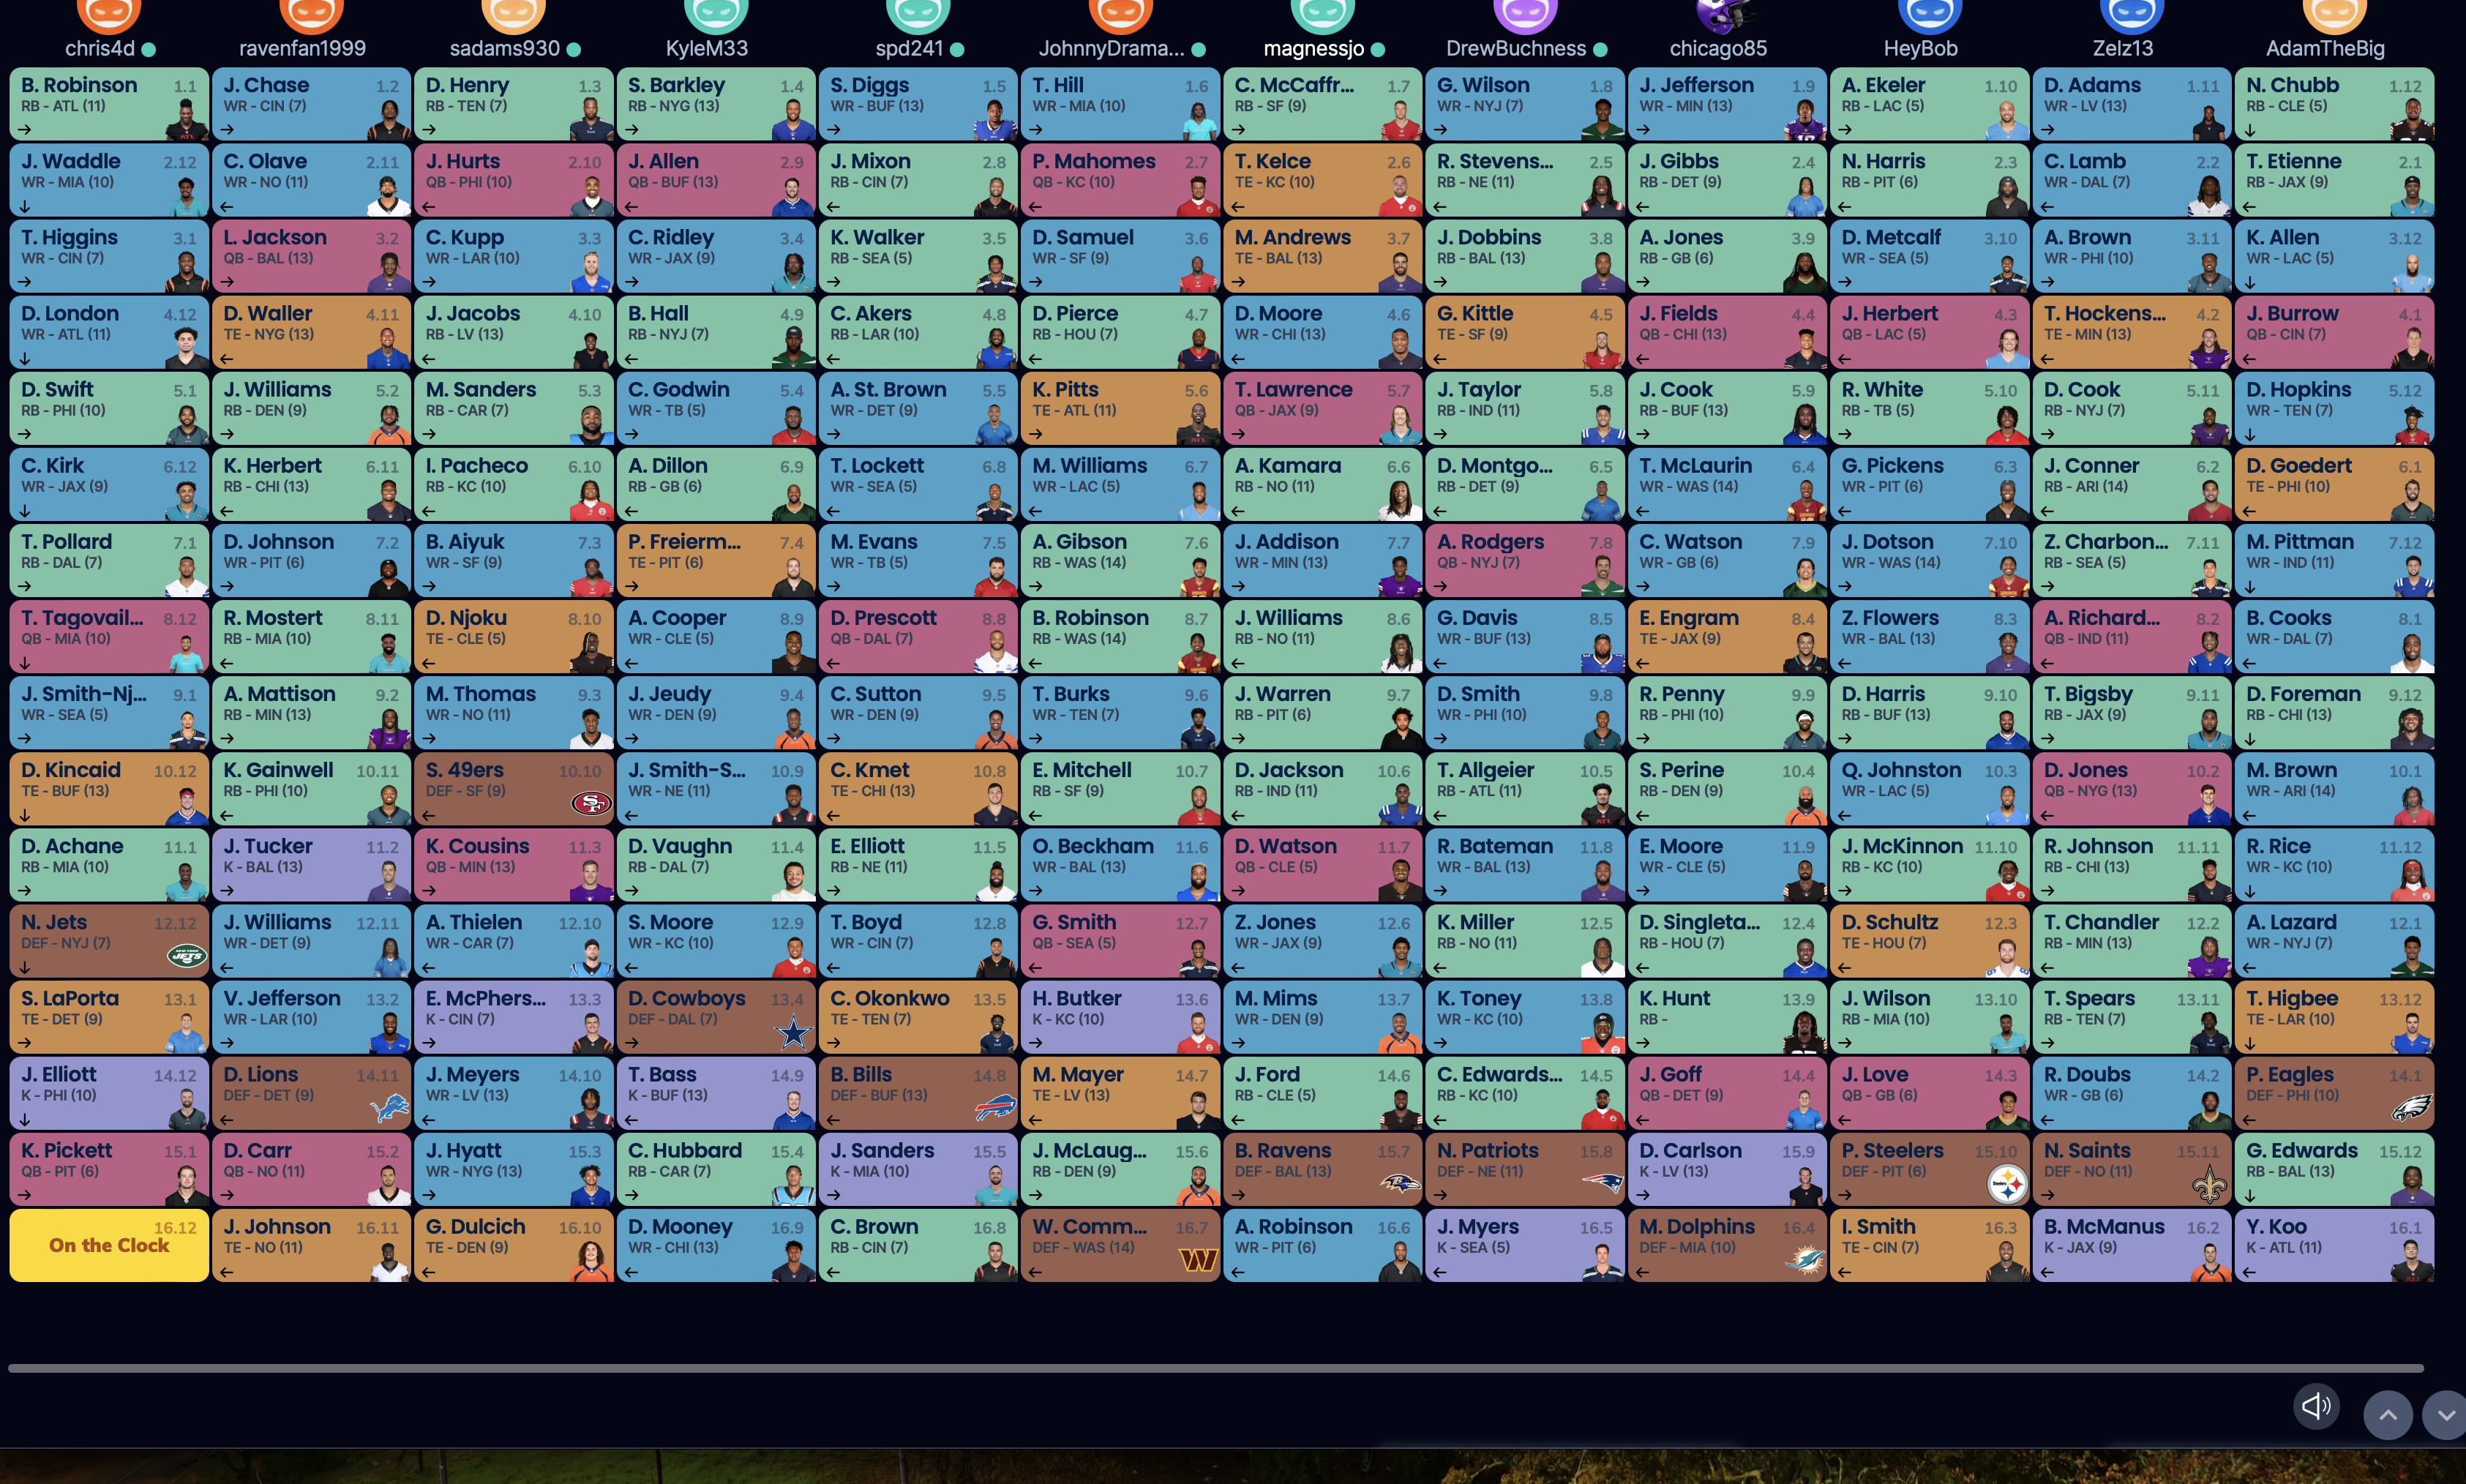 chris4d ravenfan1999 sadams930 KyleM33 spd241 JohnnyDrama... magnessjo DrewBuchness chicago85 HeyBob Zelz13 AdamTheBig
B. Robinson 1.1 J. Chase 1.2 D. Henry 1.3 S. Barkley 1.4 S. Diggs 1.5 T. Hill 1.6 C. McCaffr... 1.7 G. Wilson 1.8 J. Jefferson 1.9 A. Ekeler 1.10 D. Adams 1.11 N. Chubb 1.12
RB - ATL (11) WR - CIN (7) RB - TEN (7) RB - NYG (13) WR - BUF (13) WR - MIA (10) RB - SF (9) WR - NYJ (7) WR - MIN (13) RB - LAC (5) WR - LV (13) RB - CLE (5)
J. Waddle 2.12 C. Olave 2.11 J. Hurts 2.10 J. Allen 2.9 J. Mixon 2.8 P. Mahomes 2.7 T. Kelce 2.6 R. Stevens... 2.5 J. Gibbs 2.4 N. Harris 2.3 C. Lamb 2.2 T. Etienne 2.1
WR - MIA (10) WR - NO (11) QB - PHI (10) QB - BUF (13) RB - CIN (7) QB - KC (10) TE - KC (10) RB - NE (11) RB - DET (9) RB - PIT (6) WR - DAL (7) RB - JAX (9)
T. Higgins 3.1 L. Jackson 3.2 C. Kupp 3.3 C. Ridley 3.4 K. Walker 3.5 D. Samuel 3.6 M. Andrews 3.7 J. Dobbins 3.8 A. Jones 3.9 D. Metcalf 3.10 A. Brown 3.11 K. Allen 3.12
WR - CIN (7) QB - BAL (13) WR - LAR (10) WR - JAX (9) RB - SEA (5) WR - SF (9) TE - BAL (13) RB - BAL (13) RB - GB (6) WR - SEA (5) WR - PHI (10) WR - LAC (5)
D. London 4.12 D. Waller 4.11 J. Jacobs 4.10 B. Hall 4.9 C. Akers 4.8 D. Pierce 4.7 D. Moore 4.6 G. Kittle 4.5 J. Fields 4.4 J. Herbert 4.3 T. Hockens... 4.2 J. Burrow 4.1
WR - ATL (11) TE - NYG (13) RB - LV (13) RB - NYJ (7) RB - LAR (10) RB - HOU (7) WR - CHI (13) TE - SF (9) QB - CHI (13) QB - LAC (5) TE - MIN (13) QB - CIN (7)
D. Swift 5.1 J. Williams 5.2 M. Sanders 5.3 C. Godwin 5.4 A. St. Brown 5.5 K. Pitts 5.6 T. Lawrence 5.7 J. Taylor 5.8 J. Cook 5.9 R. White 5.10 D. Cook 5.11 D. Hopkins 5.12
RB - PHI (10) RB - DEN (9) RB - CAR (7) WR - TB (5) WR - DET (9) TE - ATL (11) QB - JAX (9) RB - IND (11) RB - BUF (13) RB - TB (5) RB - NYJ (7) WR - TEN (7)
C. Kirk 6.12 K. Herbert 6.11 I. Pacheco 6.10 A. Dillon 6.9 T. Lockett 6.8 M. Williams 6.7 A. Kamara 6.6 D. Montgo... 6.5 T. McLaurin 6.4 G. Pickens 6.3 J. Conner 6.2 D. Goedert 6.1
WR - JAX (9) RB - CHI (13) RB - KC (10) RB - GB (6) WR - SEA (5) WR - LAC (5) RB - NO (11) RB - DET (9) WR - WAS (14) WR - PIT (6) RB - ARI (14) TE - PHI (10)
T. Pollard 7.1 D. Johnson 7.2 B. Aiyuk 7.3 P. Freierm... 7.4 M. Evans 7.5 A. Gibson 7.6 J. Addison 7.7 A. Rodgers 7.8 C. Watson 7.9 J. Dotson 7.10 Z. Charbon... 7.11 M. Pittman 7.12
RB - DAL (7) WR - PIT (6) WR - SF (9) TE - PIT (6) WR - TB (5) RB - WAS (14) WR - MIN (13) QB - NYJ (7) WR - GB (6) WR - WAS (14) RB - SEA (5) WR - IND (11)
T. Tagovail... 8.12 R. Mostert 8.11 D. Njoku 8.10 A. Cooper 8.9 D. Prescott 8.8 B. Robinson 8.7 J. Williams 8.6 G. Davis 8.5 E. Engram 8.4 Z. Flowers 8.3 A. Richard... 8.2 B. Cooks 8.1
QB - MIA (10) RB - MIA (10) TE - CLE (5) WR - CLE (5) QB - DAL (7) RB - WAS (14) RB - NO (11) WR - BUF (13) TE - JAX (9) WR - BAL (13) QB - IND (11) WR - DAL (7)
J. Smith-Nj... 9.1 A. Mattison 9.2 M. Thomas 9.3 J. Jeudy 9.4 C. Sutton 9.5 T. Burks 9.6 J. Warren 9.7 D. Smith 9.8 R. Penny 9.9 D. Harris 9.10 T. Bigsby 9.11 D. Foreman 9.12
WR - SEA (5) RB - MIN (13) WR - NO (11) WR - DEN (9) WR - DEN (9) WR - TEN (7) RB - PIT (6) WR - PHI (10) RB - PHI (10) RB - BUF (13) RB - JAX (9) RB - CHI (13)
D. Kincaid 10.12 K. Gainwell 10.11 S. 49ers 10.10 J. Smith-S... 10.9 C. Kmet 10.8 E. Mitchell 10.7 D. Jackson 10.6 T. Allgeier 10.5 S. Perine 10.4 Q. Johnston 10.3 D. Jones 10.2 M. Brown 10.1
TE - BUF (13) RB - PHI (10) DEF - SF (9) WR - NE (11) TE - CHI (13) RB - SF (9) RB - IND (11) RB - ATL (11) RB - DEN (9) WR - LAC (5) QB - NYG (13) WR - ARI (14)
D. Achane 11.1 J. Tucker 11.2 K. Cousins 11.3 D. Vaughn 11.4 E. Elliott 11.5 O. Beckham 11.6 D. Watson 11.7 R. Bateman 11.8 E. Moore 11.9 J. McKinnon 11.10 R. Johnson 11.11 R. Rice 11.12
RB - MIA (10) K - BAL (13) QB - MIN (13) RB - DAL (7) RB - NE (11) WR - BAL (13) QB - CLE (5) WR - BAL (13) WR - CLE (5) RB - KC (10) RB - CHI (13) WR - KC (10)
N. Jets 12.12 J. Williams 12.11 A. Thielen 12.10 S. Moore 12.9 T. Boyd 12.8 G. Smith 12.7 Z. Jones 12.6 K. Miller 12.5 D. Singleta... 12.4 D. Schultz 12.3 T. Chandler 12.2 A. Lazard 12.1
DEF - NYJ (7) WR - DET (9) WR - CAR (7) WR - KC (10) WR - CIN (7) QB - SEA (5) WR - JAX (9) RB - NO (11) RB - HOU (7) TE - HOU (7) RB - MIN (13) WR - NYJ (7)
JETS
S. LaPorta 13.1 V. Jefferson 13.2 E. McPhers... 13.3 D. Cowboys 13.4 C. Okonkwo 13.5 H. Butker 13.6 M. Mims 13.7 K. Toney 13.8 K. Hunt 13.9 J. Wilson 13.10 T. Spears 13.11 T. Higbee 13.12
TE - DET (9) WR - LAR (10) K - CIN (7) DEF - DAL (7) TE - TEN (7) K - KC (10) WR - DEN (9) WR - KC (10) RB - RB - MIA (10) RB - TEN (7) TE - LAR (10)
J. Elliott 14.12 D. Lions 14.11 J. Meyers 14.10 T. Bass 14.9 B. Bills 14.8 M. Mayer 14.7 J. Ford 14.6 C. Edwards... 14.5 J. Goff 14.4 J. Love 14.3 R. Doubs 14.2 P. Eagles 14.1
K - PHI (10) DEF - DET (9) WR - LV (13) K - BUF (13) DEF - BUF (13) TE - LV (13) RB - CLE (5) RB - KC (10) QB - DET (9) QB - GB (6) WR - GB (6) DEF - PHI (10)
K. Pickett 15.1 D. Carr 15.2 J. Hyatt 15.3 C. Hubbard 15.4 J. Sanders 15.5 J. McLaug... 15.6 B. Ravens 15.7 N. Patriots 15.8 D. Carlson 15.9 P. Steelers 15.10 N. Saints 15.11 G. Edwards 15.12
QB - PIT (6) QB - NO (11) WR - NYG (13) RB - CAR (7) K - MIA (10) RB - DEN (9) DEF - BAL (13) DEF - NE (11) K - LV (13) DEF - PIT (6) DEF - NO (11) RB - BAL (13)
16.12 J. Johnson 16.11 G. Dulcich 16.10 D. Mooney 16.9 C. Brown 16.8 W. Comm... 16.7 A. Robinson 16.6 J. Myers 16.5 M. Dolphins 16.4 I. Smith 16.3 B. McManus 16.2 Y. Koo 16.1
On the Clock TE - NO (11) TE - DEN (9) WR - CHI (13) RB - CIN (7) DEF - WAS (14) WR - PIT (6) K - SEA (5) DEF - MIA (10) TE - CIN (7) K - JAX (9) K - ATL (11)